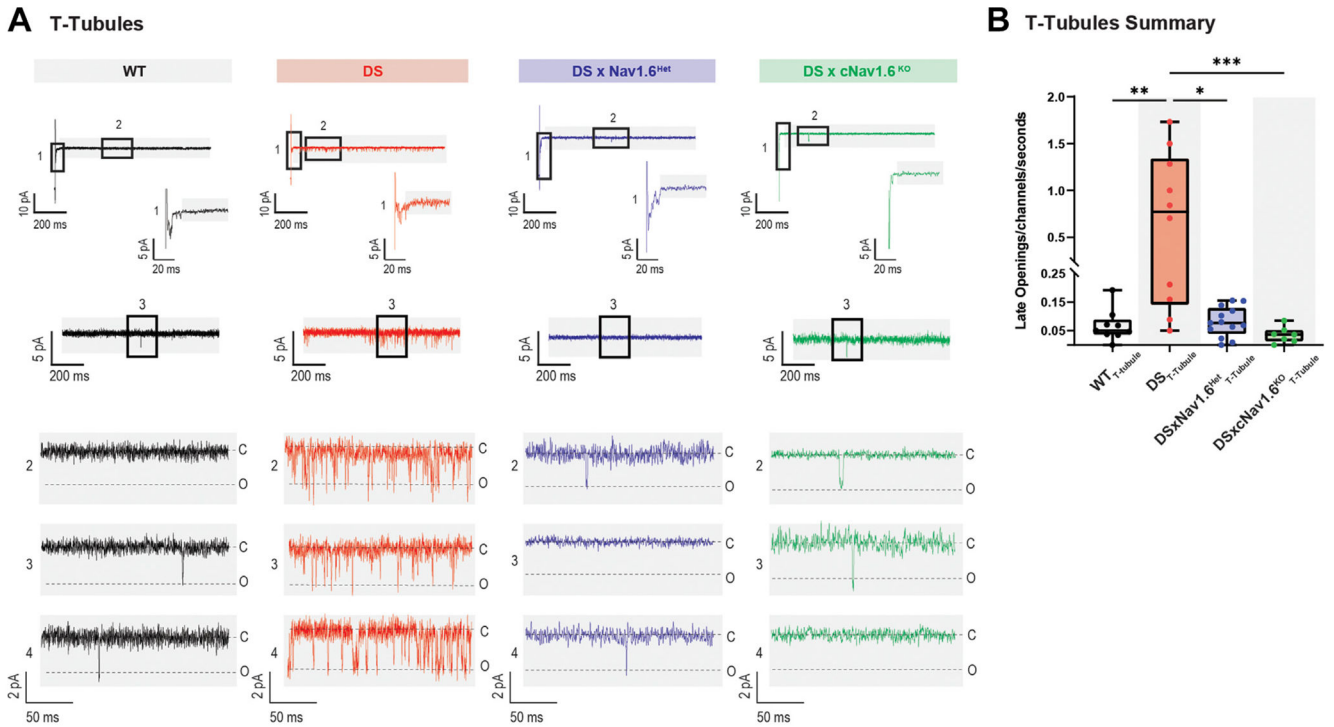 A T-Tubules
WT
DS
DS x Nav1.6Het
DS x cNav1.6 KO
1
2
10 pA
200 ms
1
5 pA
20 ms
1
2
10 pA
200 ms
1
5 pA
20 ms
1
2
10 pA
200 ms
1
5 pA
20 ms
1
2
10 pA
200 ms
1
5 pA
20 ms
3
5 pA
200 ms
3
5 pA
200 ms
3
5 pA
200 ms
3
5 pA
200 ms
2
C
O
2
C
O
2
C
O
2
C
O
3
C
O
3
C
O
3
C
O
3
C
O
4
C
O
4
C
O
4
C
O
4
C
O
2 pA
50 ms
2 pA
50 ms
2 pA
50 ms
2 pA
50 ms
B T-Tubules Summary
***
**
*
Late Openings/channels/seconds
2.0
1.5
1.0
0.5
0.25
0.15
0.05
WT T-tubule
DS T-Tubule
DSxNav1.6Het T-Tubule
DSxcNav1.6KO T-Tubule